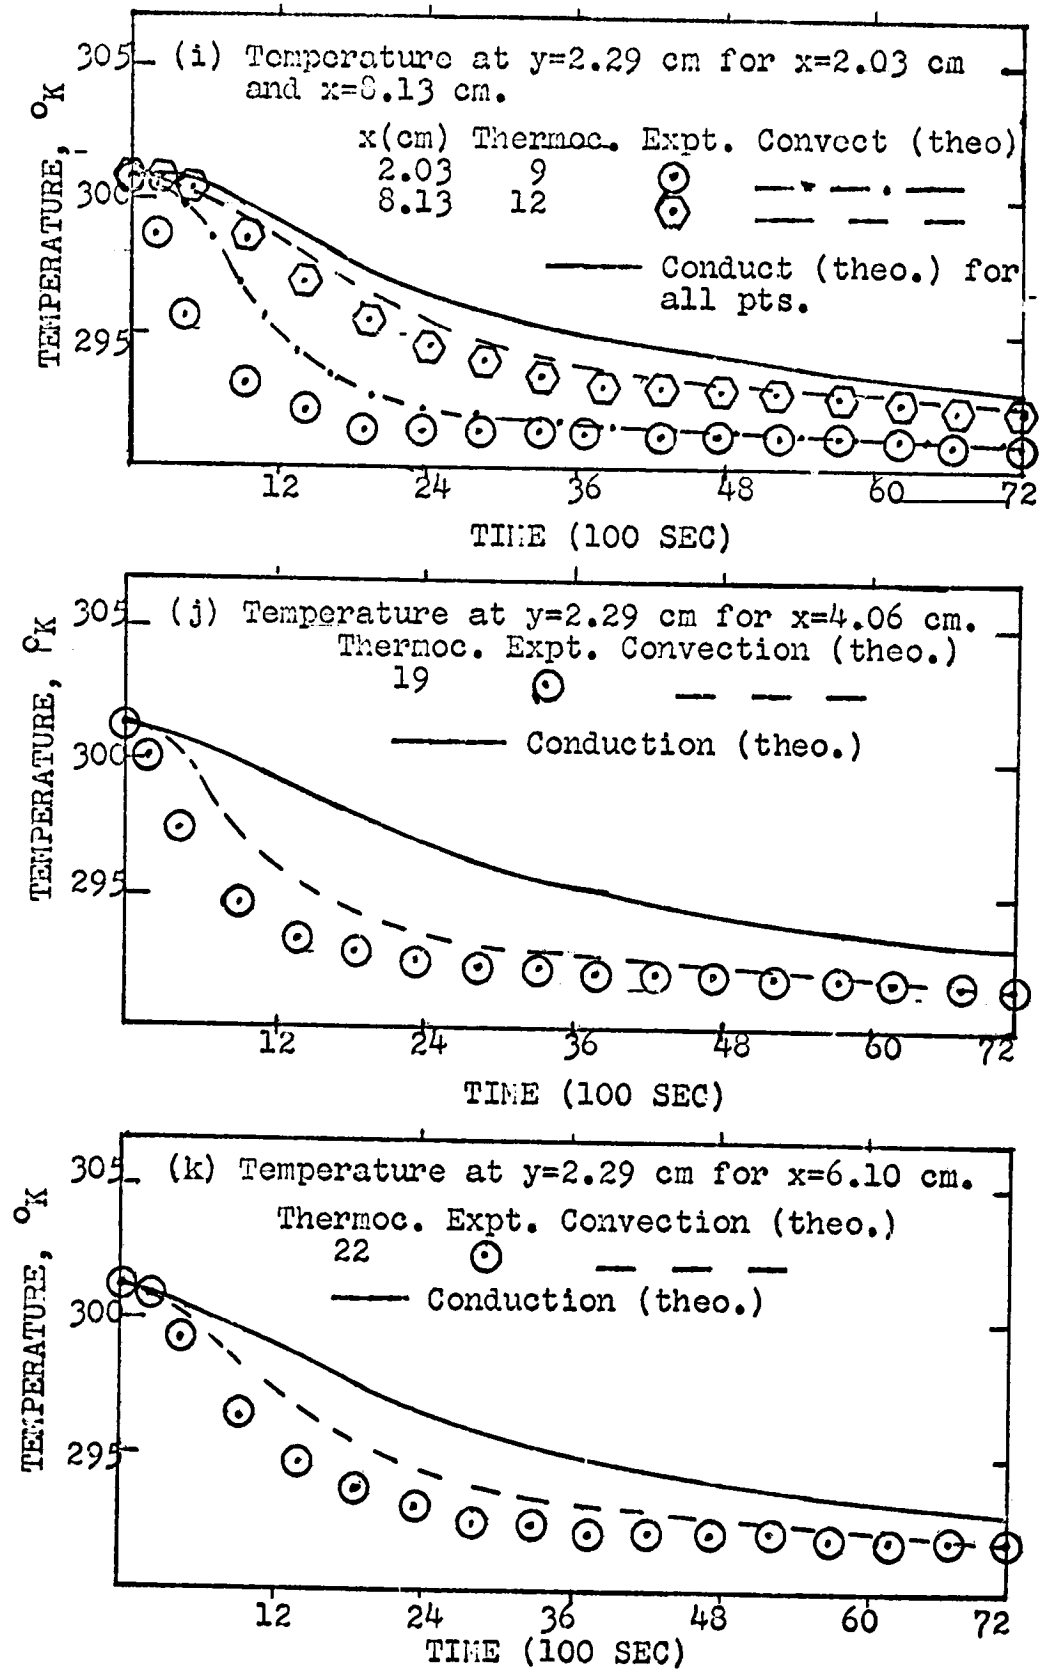 305
(i) Temperature at y=2.29 cm for x=2.03 cm
and x=8.13 cm.
x(cm) Thermoc. Expt. Convect (theo)
2.03 9
8.13 12
Conduct (theo.) for
all pts.
300
295
TEMPERATURE, °K
12 24 36 48 60 72
TIME (100 SEC)
305
(j) Temperature at y=2.29 cm for x=4.06 cm.
Thermoc. Expt. Convection (theo.)
19
Conduction (theo.)
300
295
TEMPERATURE, °K
12 24 36 48 60 72
TIME (100 SEC)
305
(k) Temperature at y=2.29 cm for x=6.10 cm.
Thermoc. Expt. Convection (theo.)
22
Conduction (theo.)
300
295
TEMPERATURE, °K
12 24 36 48 60 72
TIME (100 SEC)